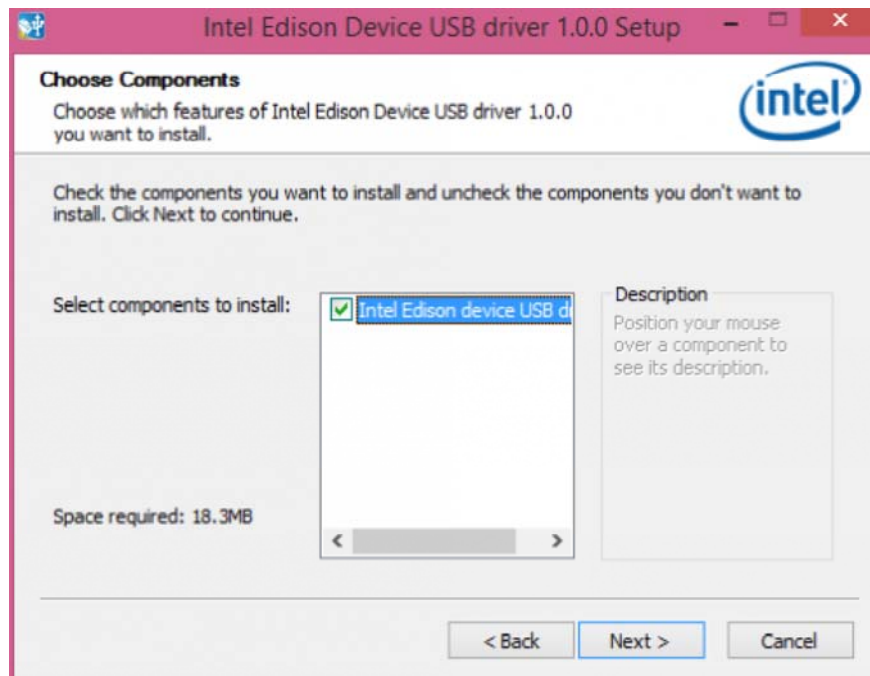 Intel Edison Device USB driver 1.0.0 Setup
Choose Components
Choose which features of Intel Edison Device USB driver 1.0.0
you want to install.
intel
Check the components you want to install and uncheck the components you don't want to
install. Click Next to continue.
Select components to install:
Intel Edison device USB
Description
Position your mouse
over a component to
see its description.
Space required: 18.3MB
< Back
Next >
Cancel